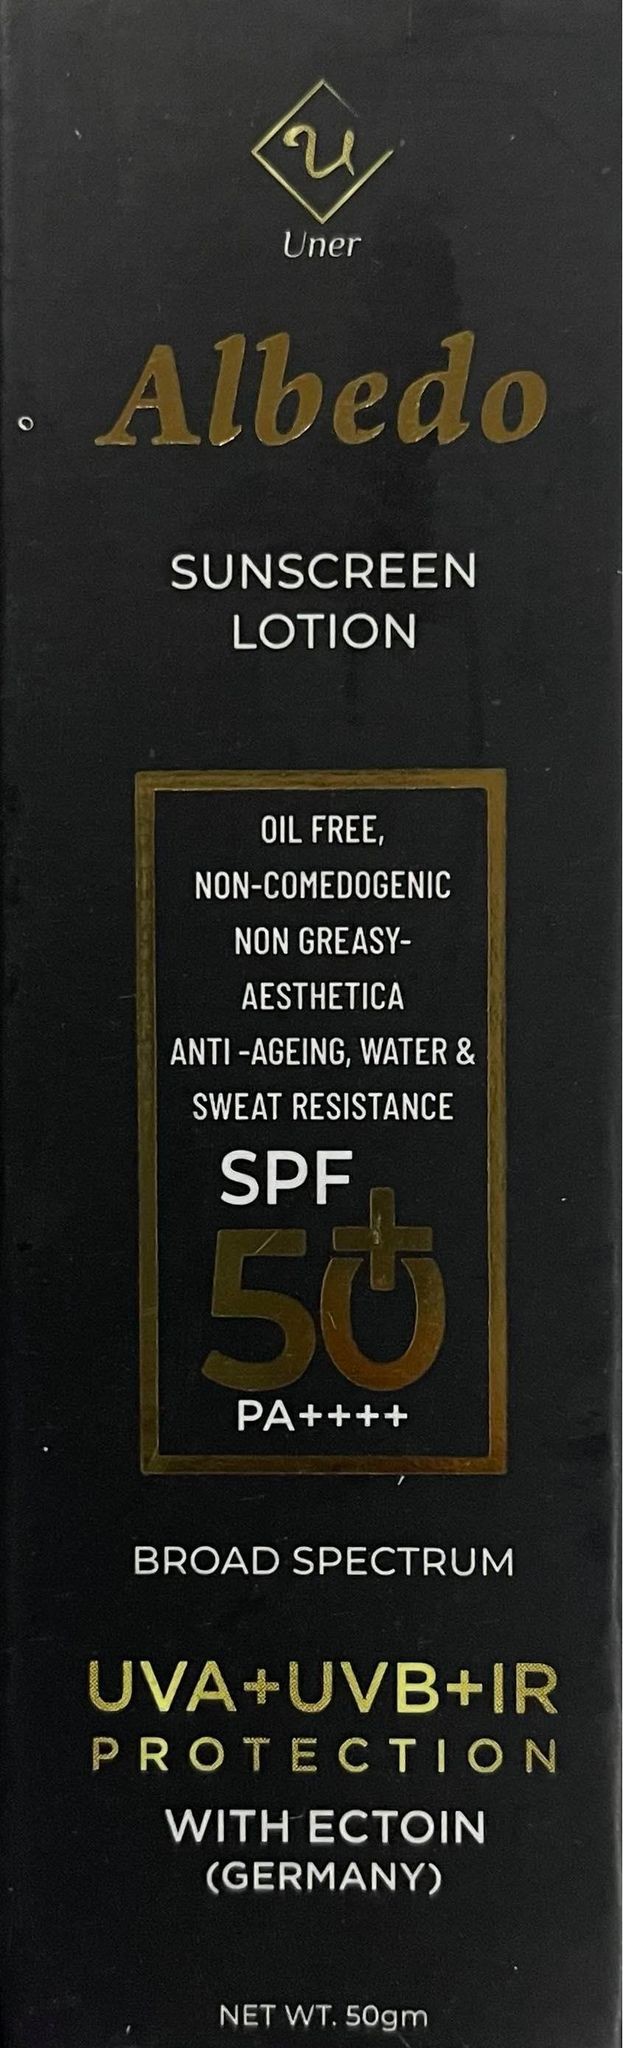 U
Uner
Albedo
SUNSCREEN
LOTION
OIL FREE,
NON-COMEDOGENIC
NON GREASY-
AESTHETICA
ANTI -AGEING, WATER &
SWEAT RESISTANCE
SPF
50+
PA++++
BROAD SPECTRUM
UVA+UVB+IR
PROTECTION
WITH ECTOIN
(GERMANY)
NET WT. 50gm